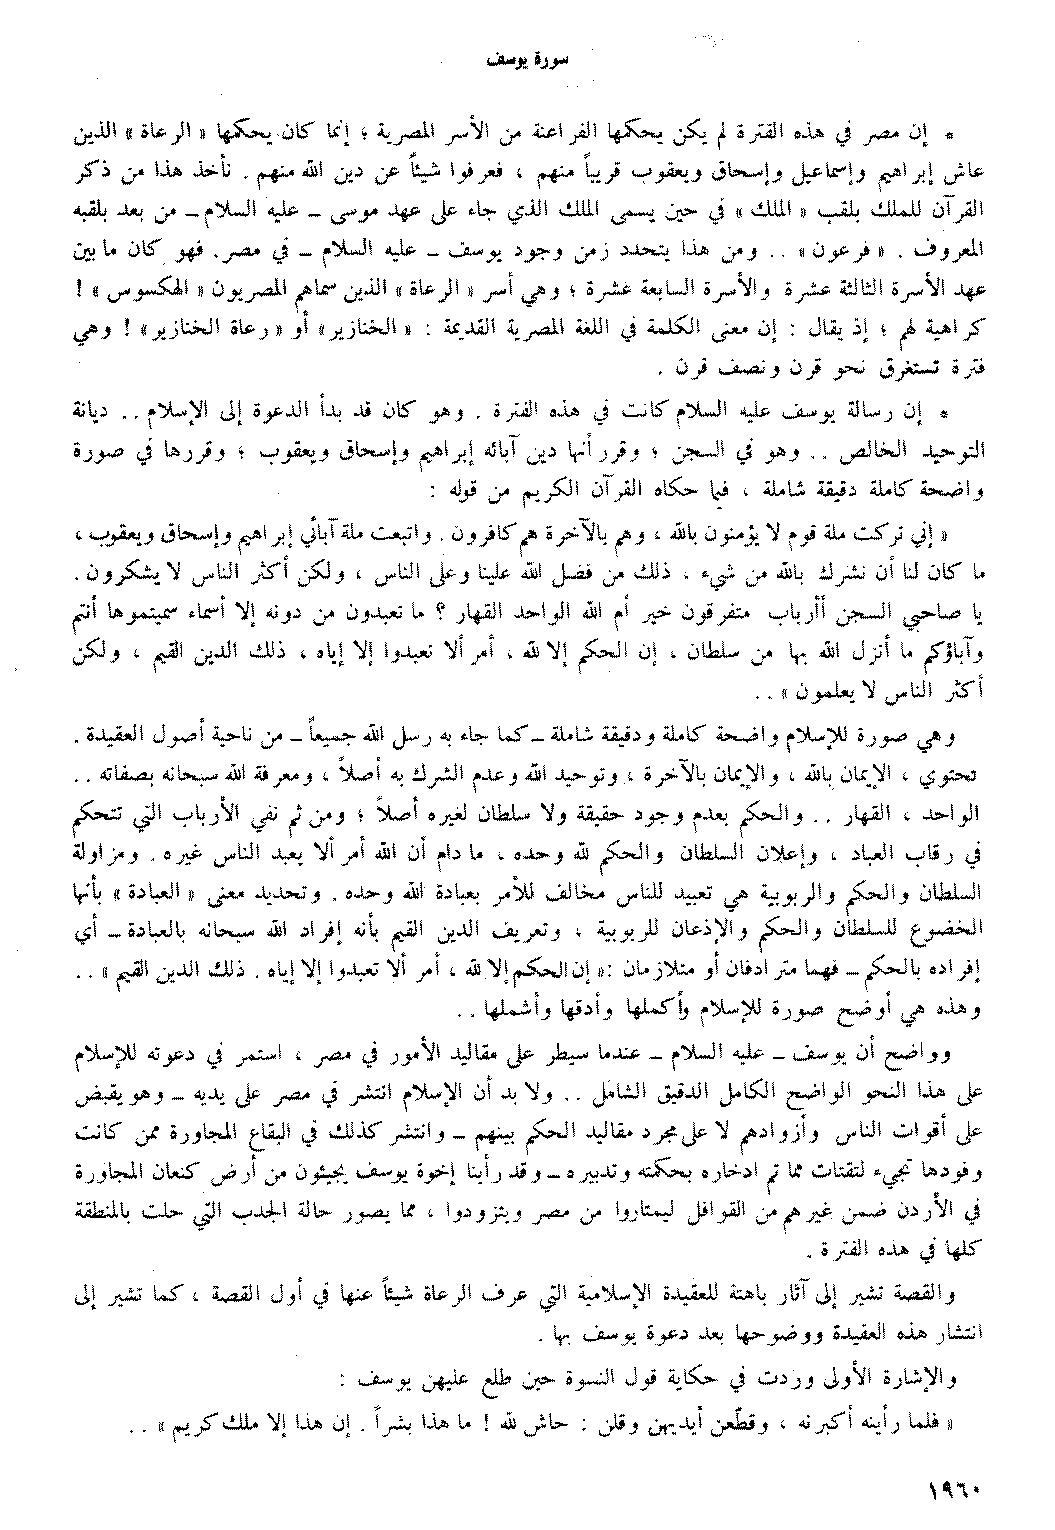 سورة يوسف
* إن مصر في هذه الفترة لم يكن يحكمها الفراعنة من الأسر المصرية ؛ إنما كان يحكمها « الرعاة » الذين
عاش إبراهيم وإسماعيل وإسحاق ويعقوب قريباً منهم ، فعرفوا شيئاً عن دين الله منهم . نأخذ هذا من ذكر
القرآن للملك بلقب « الملك » في حين يسمى الملك الذي جاء على عهد موسى – عليه السلام – من بعد بلقبه
المعروف . « فرعون » .. ومن هذا يتحدد زمن وجود يوسف – عليه السلام – في مصر. فهو كان ما بين
عهد الأسرة الثالثة عشرة والأسرة السابعة عشرة ؛ وهي أسر « الرعاة » الذين سماهم المصريون « الهكسوس » !
كراهية لهم ؛ إذ يقال : إن معنى الكلمة في اللغة المصرية القديمة : « الخنازير » أو « رعاة الخنازير » ! وهي
فترة تستغرق نحو قرن ونصف قرن .
* إن رسالة يوسف عليه السلام كانت في هذه الفترة . وهو كان قد بدأ الدعوة إلى الإسلام .. ديانة
التوحيد الخالص .. وهو في السجن ؛ وقرر أنها دين آبائه إبراهيم وإسحاق ويعقوب ؛ وقررها في صورة
واضحة كاملة دقيقة شاملة ، فيما حكاه القرآن الكريم من قوله :
« إني تركت ملة قوم لا يؤمنون بالله ، وهم بالآخرة هم كافرون . واتبعت ملة آبائي إبراهيم وإسحاق ويعقوب ،
ما كان لنا أن نشرك بالله من شيء ، ذلك من فضل الله علينا وعلى الناس ، ولكن أكثر الناس لا يشكرون .
يا صاحبي السجن أأرباب متفرقون خير أم الله الواحد القهار ؟ ما تعبدون من دونه إلا أسماء سميتموها أنتم
وآباؤكم ما أنزل الله بها من سلطان ، إن الحكم إلا لله ، أمر ألا تعبدوا إلا إياه ، ذلك الدين القيم ، ولكن
أكثر الناس لا يعلمون » ..
وهي صورة للإسلام واضحة كاملة ودقيقة شاملة – كما جاء به رسل الله جميعاً – من ناحية أصول العقيدة .
تحتوي ، الإيمان بالله ، والإيمان بالآخرة ، وتوحيد الله وعدم الشرك به أصلاً ، ومعرفة الله سبحانه بصفاته ..
الواحد ، القهار .. والحكم بعدم وجود حقيقة ولا سلطان لغيره أصلاً ؛ ومن ثم نفي الأرباب التي تتحكم
في رقاب العباد ، وإعلان السلطان والحكم لله وحده ، ما دام أن الله أمر ألا يعبد الناس غيره . ومزاولة
السلطان والحكم والربوبية هي تعبيد للناس مخالف للأمر بعبادة الله وحده . وتحديد معنى « العبادة » بأنها
الخضوع للسلطان والحكم والإذعان للربوبية ، وتعريف الدين القيم بأنه إفراد الله سبحانه بالعبادة – أي
إفراده بالحكم – فهما مترادفان أو متلازمان :« إن الحكم إلا لله ، أمر ألا تعبدوا إلا إياه . ذلك الدين القيم » ..
وهذه هي أوضح صورة للإسلام وأكملها وأدقها وأشملها ..
وواضح أن يوسف – عليه السلام – عندما سيطر على مقاليد الأمور في مصر ، استمر في دعوته للإسلام
على هذا النحو الواضح الكامل الدقيق الشامل .. ولا بد أن الإسلام انتشر في مصر على يديه – وهو يقبض
على أقوات الناس وأزوادهم لا على مجرد مقاليد الحكم بينهم – وانتشر كذلك في البقاع المجاورة ممن كانت
وفودها تجيء لتقتات مما تم ادخاره بحكمته وتدبيره – وقد رأينا إخوة يوسف يجيئون من أرض كنعان المجاورة
في الأردن ضمن غيرهم من القوافل ليمتاروا من مصر ويتزودوا ، مما يصور حالة الجدب التي حلت بالمنطقة
كلها في هذه الفترة .
والقصة تشير إلى آثار باهتة للعقيدة الإسلامية التي عرف الرعاة شيئاً عنها في أول القصة ، كما تشير إلى
انتشار هذه العقيدة ووضوحها بعد دعوة يوسف بها .
والإشارة الأولى وردت في حكاية قول النسوة حين طلع عليهن يوسف :
« فلما رأينه أكبرنه ، وقطّعن أيديهن وقلن : حاش لله ! ما هذا بشراً . إن هذا إلا ملك كريم » ..
١٩٦٠